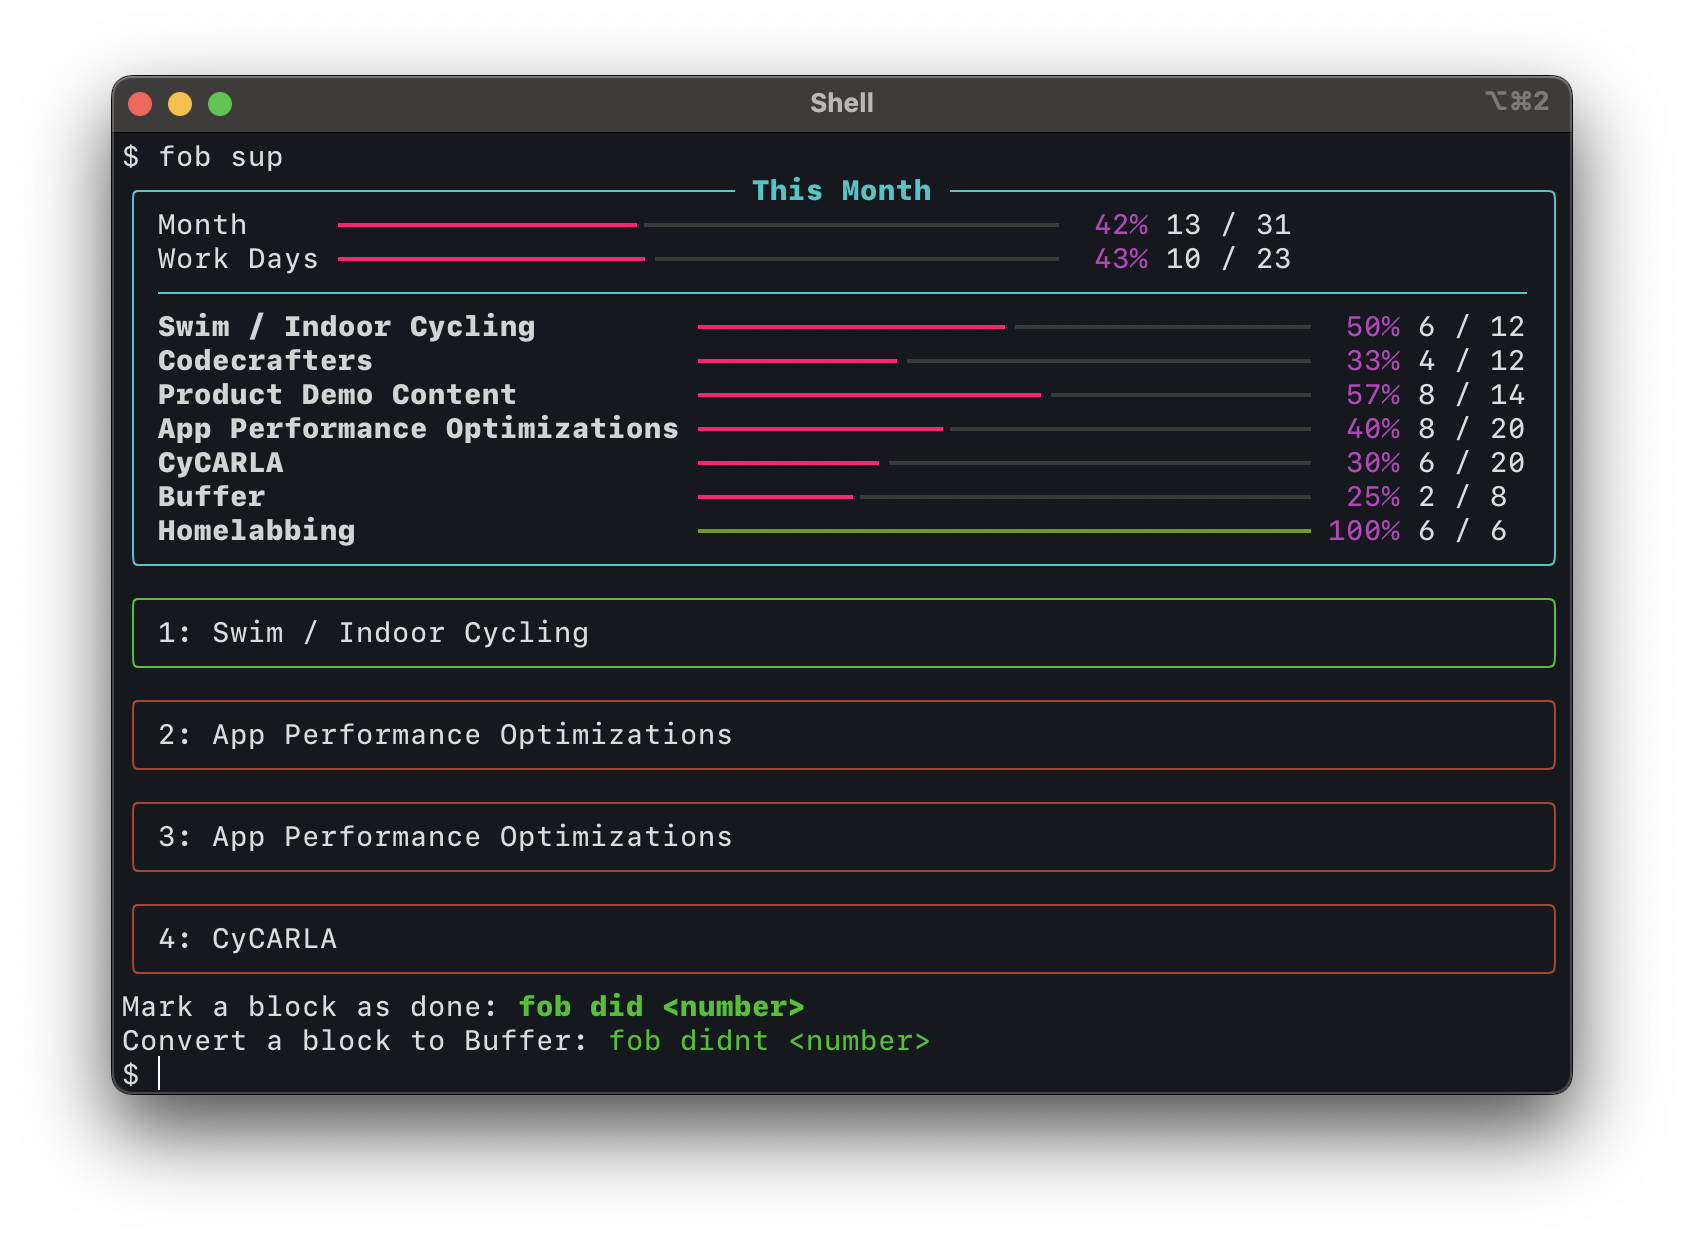 Shell
⌥⌘2
$ fob sup
This Month
Month 42% 13 / 31
Work Days 43% 10 / 23
Swim / Indoor Cycling 50% 6 / 12
Codecrafters 33% 4 / 12
Product Demo Content 57% 8 / 14
App Performance Optimizations 40% 8 / 20
CyCARLA 30% 6 / 20
Buffer 25% 2 / 8
Homelabbing 100% 6 / 6
1: Swim / Indoor Cycling
2: App Performance Optimizations
3: App Performance Optimizations
4: CyCARLA
Mark a block as done: fob did <number>
Convert a block to Buffer: fob didnt <number>
$